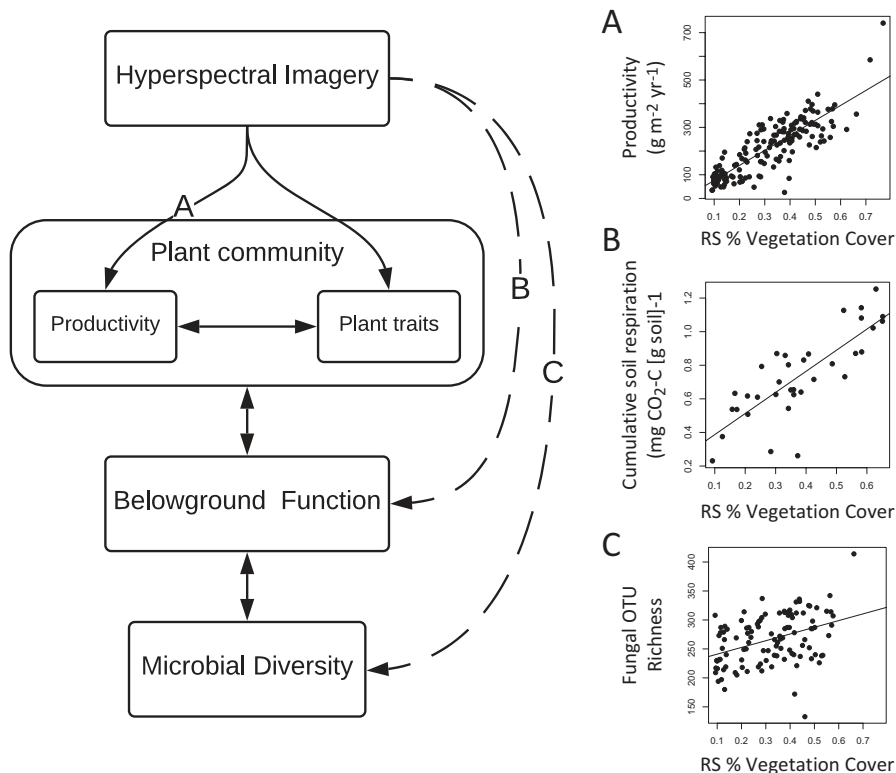 Hyperspectral Imagery
A
Plant community
Productivity
Plant traits
B
C
Belowground Function
Microbial Diversity
A
Productivity
(g m-2 yr-1)
700
500
300
100
0
0.1 0.2 0.3 0.4 0.5 0.6 0.7
RS % Vegetation Cover
B
Cumulative soil respiration
(mg CO₂-C [g soil]-1
1.2
1.0
0.8
0.6
0.4
0.2
0.1 0.2 0.3 0.4 0.5 0.6
RS % Vegetation Cover
C
Fungal OTU
Richness
400
350
300
250
200
150
0.1 0.2 0.3 0.4 0.5 0.6 0.7
RS % Vegetation Cover